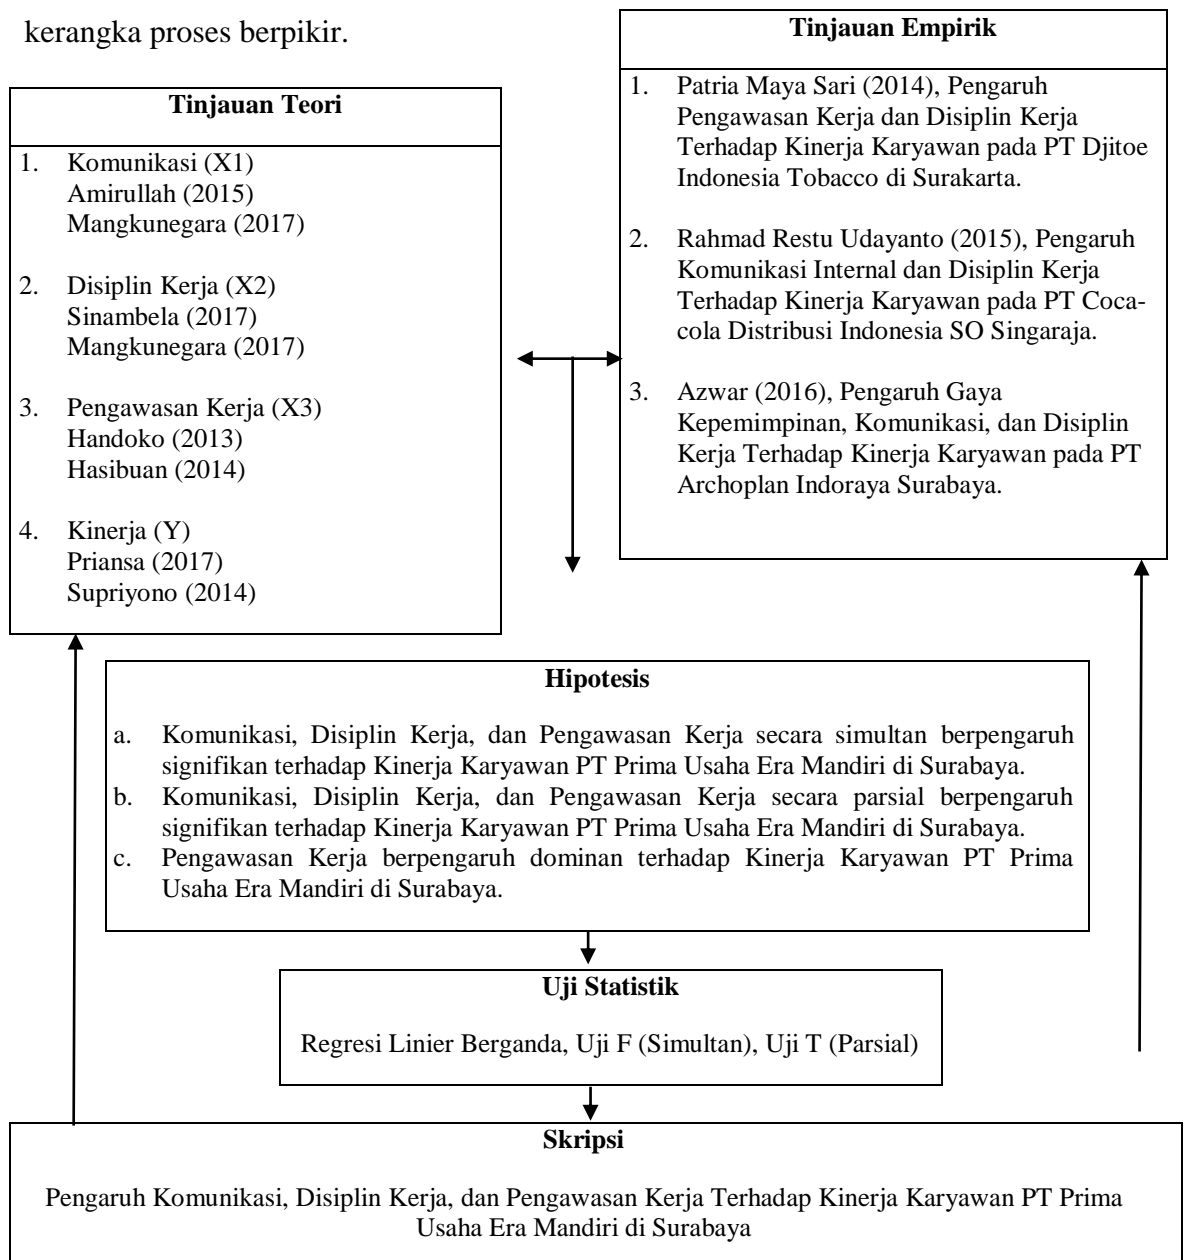 kerangka proses berpikir.
Tinjauan Teori
1. Komunikasi (X1)
Amirullah (2015)
Mangkunegara (2017)
2. Disiplin Kerja (X2)
Sinambela (2017)
Mangkunegara (2017)
3. Pengawasan Kerja (X3)
Handoko (2013)
Hasibuan (2014)
4. Kinerja (Y)
Priansa (2017)
Supriyono (2014)
Tinjauan Empirik
1. Patria Maya Sari (2014), Pengaruh
Pengawasan Kerja dan Disiplin Kerja
Terhadap Kinerja Karyawan pada PT Djitoe
Indonesia Tobacco di Surakarta.
2. Rahmad Restu Udayanto (2015), Pengaruh
Komunikasi Internal dan Disiplin Kerja
Terhadap Kinerja Karyawan pada PT Coca-
cola Distribusi Indonesia SO Singaraja.
3. Azwar (2016), Pengaruh Gaya
Kepemimpinan, Komunikasi, dan Disiplin
Kerja Terhadap Kinerja Karyawan pada PT
Archoplan Indoraya Surabaya.
Hipotesis
a. Komunikasi, Disiplin Kerja, dan Pengawasan Kerja secara simultan berpengaruh
signifikan terhadap Kinerja Karyawan PT Prima Usaha Era Mandiri di Surabaya.
b. Komunikasi, Disiplin Kerja, dan Pengawasan Kerja secara parsial berpengaruh
signifikan terhadap Kinerja Karyawan PT Prima Usaha Era Mandiri di Surabaya.
c. Pengawasan Kerja berpengaruh dominan terhadap Kinerja Karyawan PT Prima
Usaha Era Mandiri di Surabaya.
Uji Statistik
Regresi Linier Berganda, Uji F (Simultan), Uji T (Parsial)
Skripsi
Pengaruh Komunikasi, Disiplin Kerja, dan Pengawasan Kerja Terhadap Kinerja Karyawan PT Prima
Usaha Era Mandiri di Surabaya